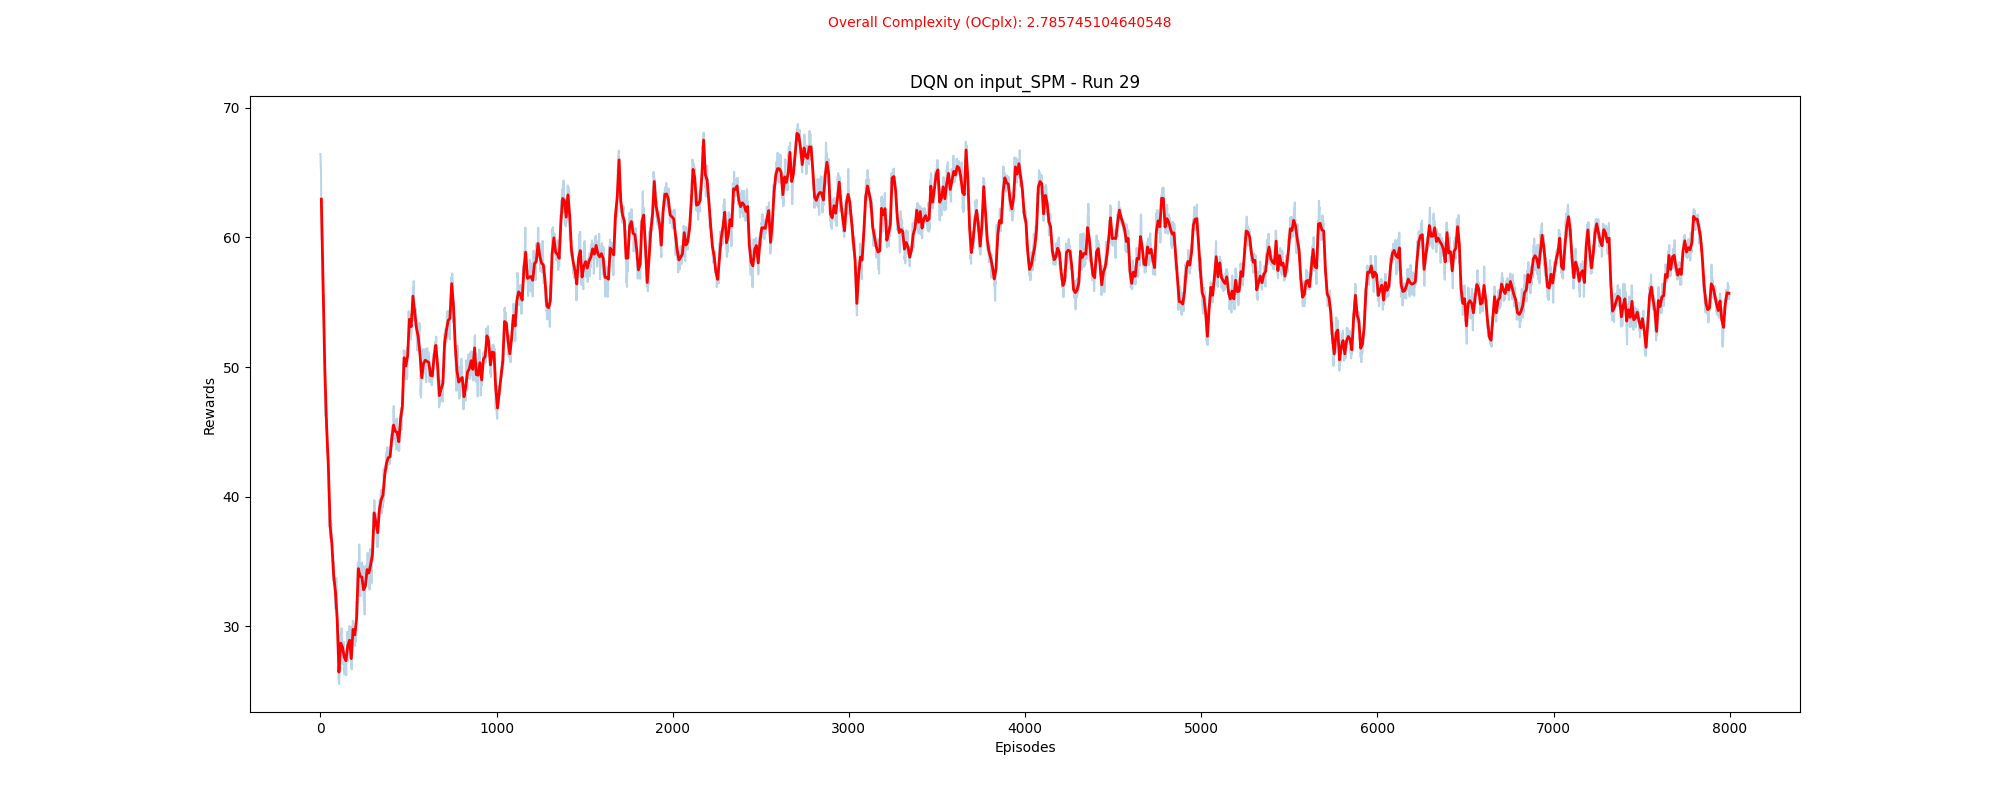 Overall Complexity (OCplx): 2.785745104640548
DQN on input_SPM - Run 29
70
60
50
40
30
Rewards
0 1000 2000 3000 4000 5000 6000 7000 8000
Episodes